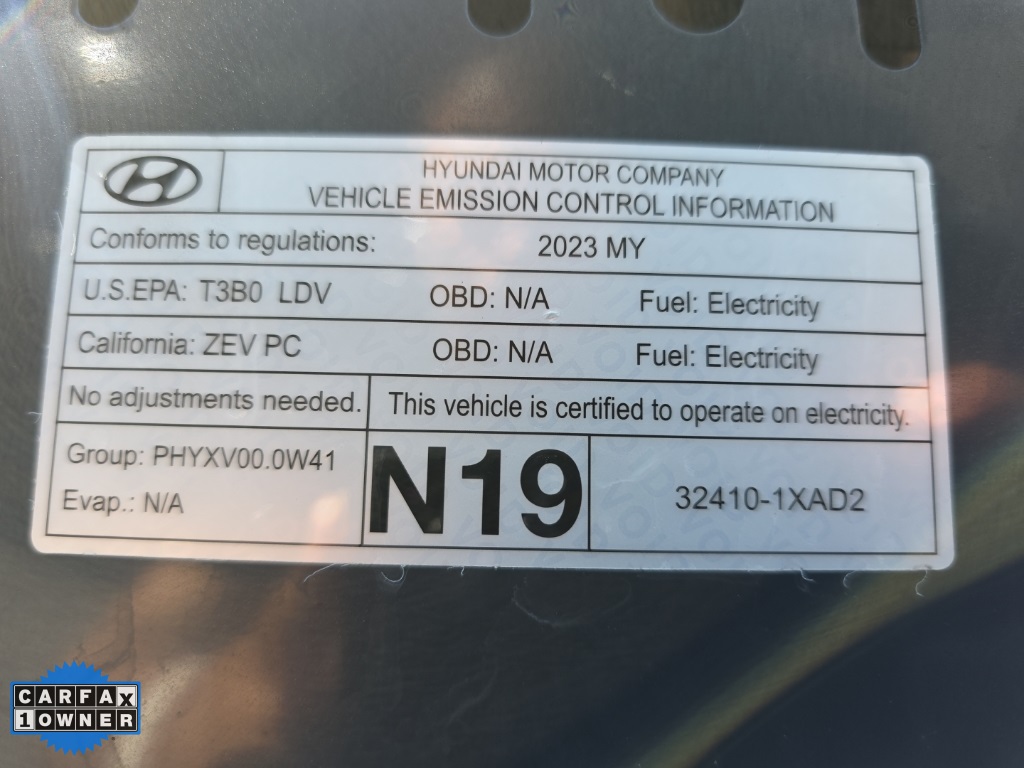 HYUNDAI MOTOR COMPANY
VEHICLE EMISSION CONTROL INFORMATION
Conforms to regulations: 2023 MY
U.S.EPA: T3B0 LDV OBD: N/A Fuel: Electricity
California: ZEV PC OBD: N/A Fuel: Electricity
No adjustments needed. This vehicle is certified to operate on electricity.
Group: PHYXV00.0W41
Evap.: N/A
N19
32410-1XAD2
CARFAX
1 OWNER